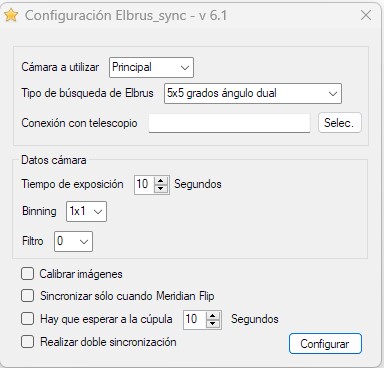 Configuración Elbrus_sync - v 6.1
Cámara a utilizar Principal
Tipo de búsqueda de Elbrus 5x5 grados ángulo dual
Conexión con telescopio Selec.
Datos cámara
Tiempo de exposición 10 Segundos
Binning 1x1
Filtro 0
Calibrar imágenes
Sincronizar sólo cuando Meridian Flip
Hay que esperar a la cúpula 10 Segundos
Realizar doble sincronización
Configurar